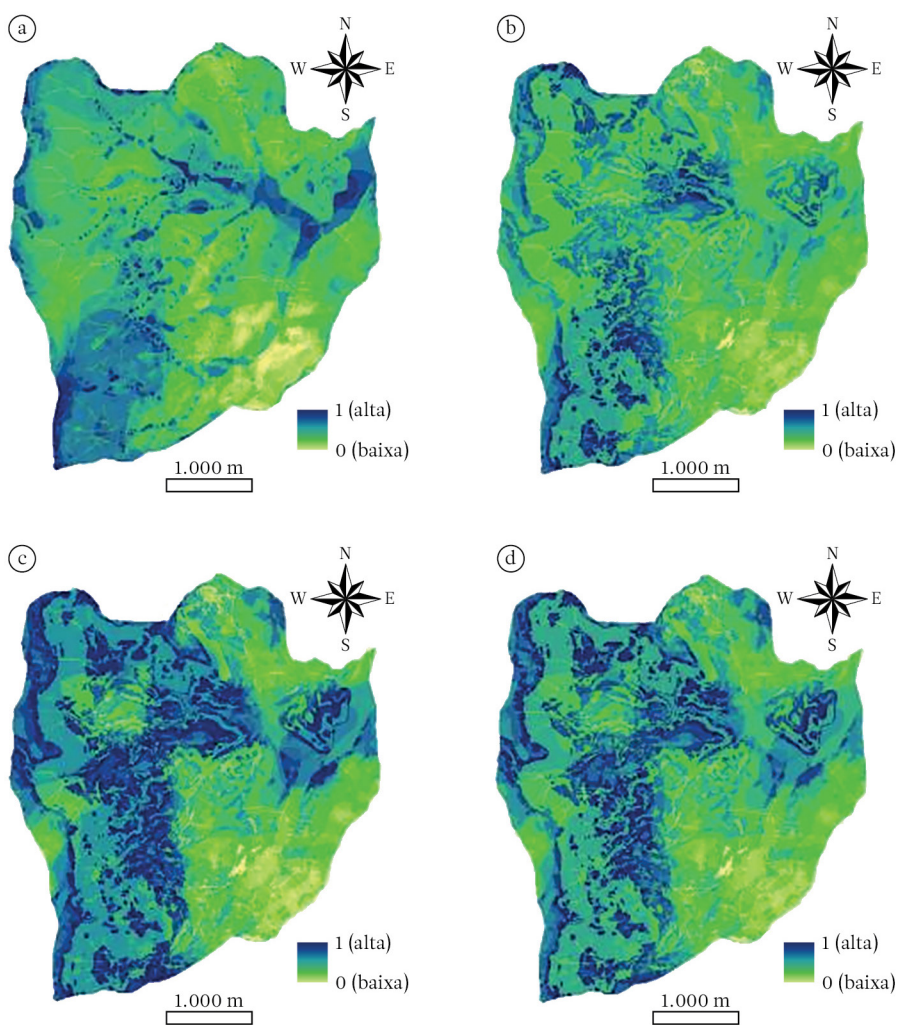 a
N
W E
S
1 (alta)
0 (baixa)
1.000 m
b
N
W E
S
1 (alta)
0 (baixa)
1.000 m
c
N
W E
S
1 (alta)
0 (baixa)
1.000 m
d
N
W E
S
1 (alta)
0 (baixa)
1.000 m